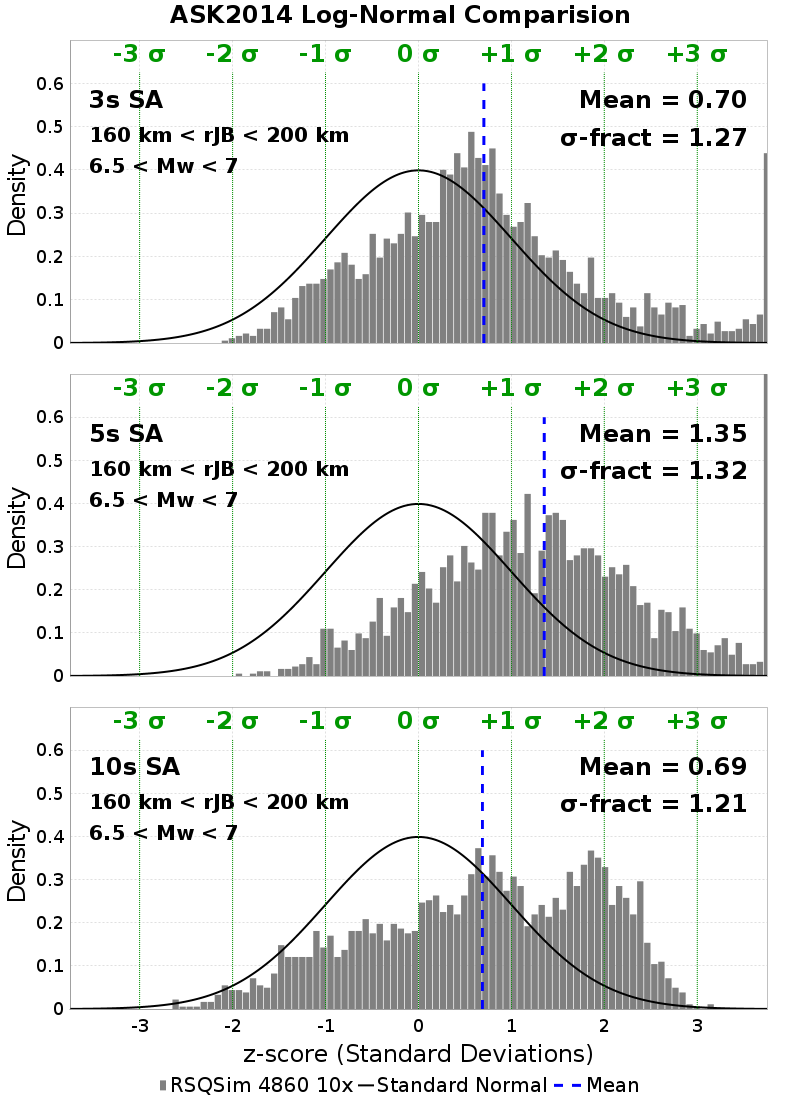 ASK2014 Log-Normal Comparision
-3 σ -2 σ -1 σ 0 σ +1 σ +2 σ +3 σ
0.6
3s SA
Mean = 0.70
0.5
160 km < rJB < 200 km
σ-fract = 1.27
6.5 < Mw < 7
0.4
Density
0.3
0.2
0.1
0
-3 σ -2 σ -1 σ 0 σ +1 σ +2 σ +3 σ
0.6
5s SA
Mean = 1.35
0.5
160 km < rJB < 200 km
σ-fract = 1.32
6.5 < Mw < 7
0.4
Density
0.3
0.2
0.1
0
-3 σ -2 σ -1 σ 0 σ +1 σ +2 σ +3 σ
0.6
10s SA
Mean = 0.69
0.5
160 km < rJB < 200 km
σ-fract = 1.21
6.5 < Mw < 7
0.4
Density
0.3
0.2
0.1
0
-3 -2 -1 0 1 2 3
z-score (Standard Deviations)
RSQSim 4860 10x Standard Normal Mean